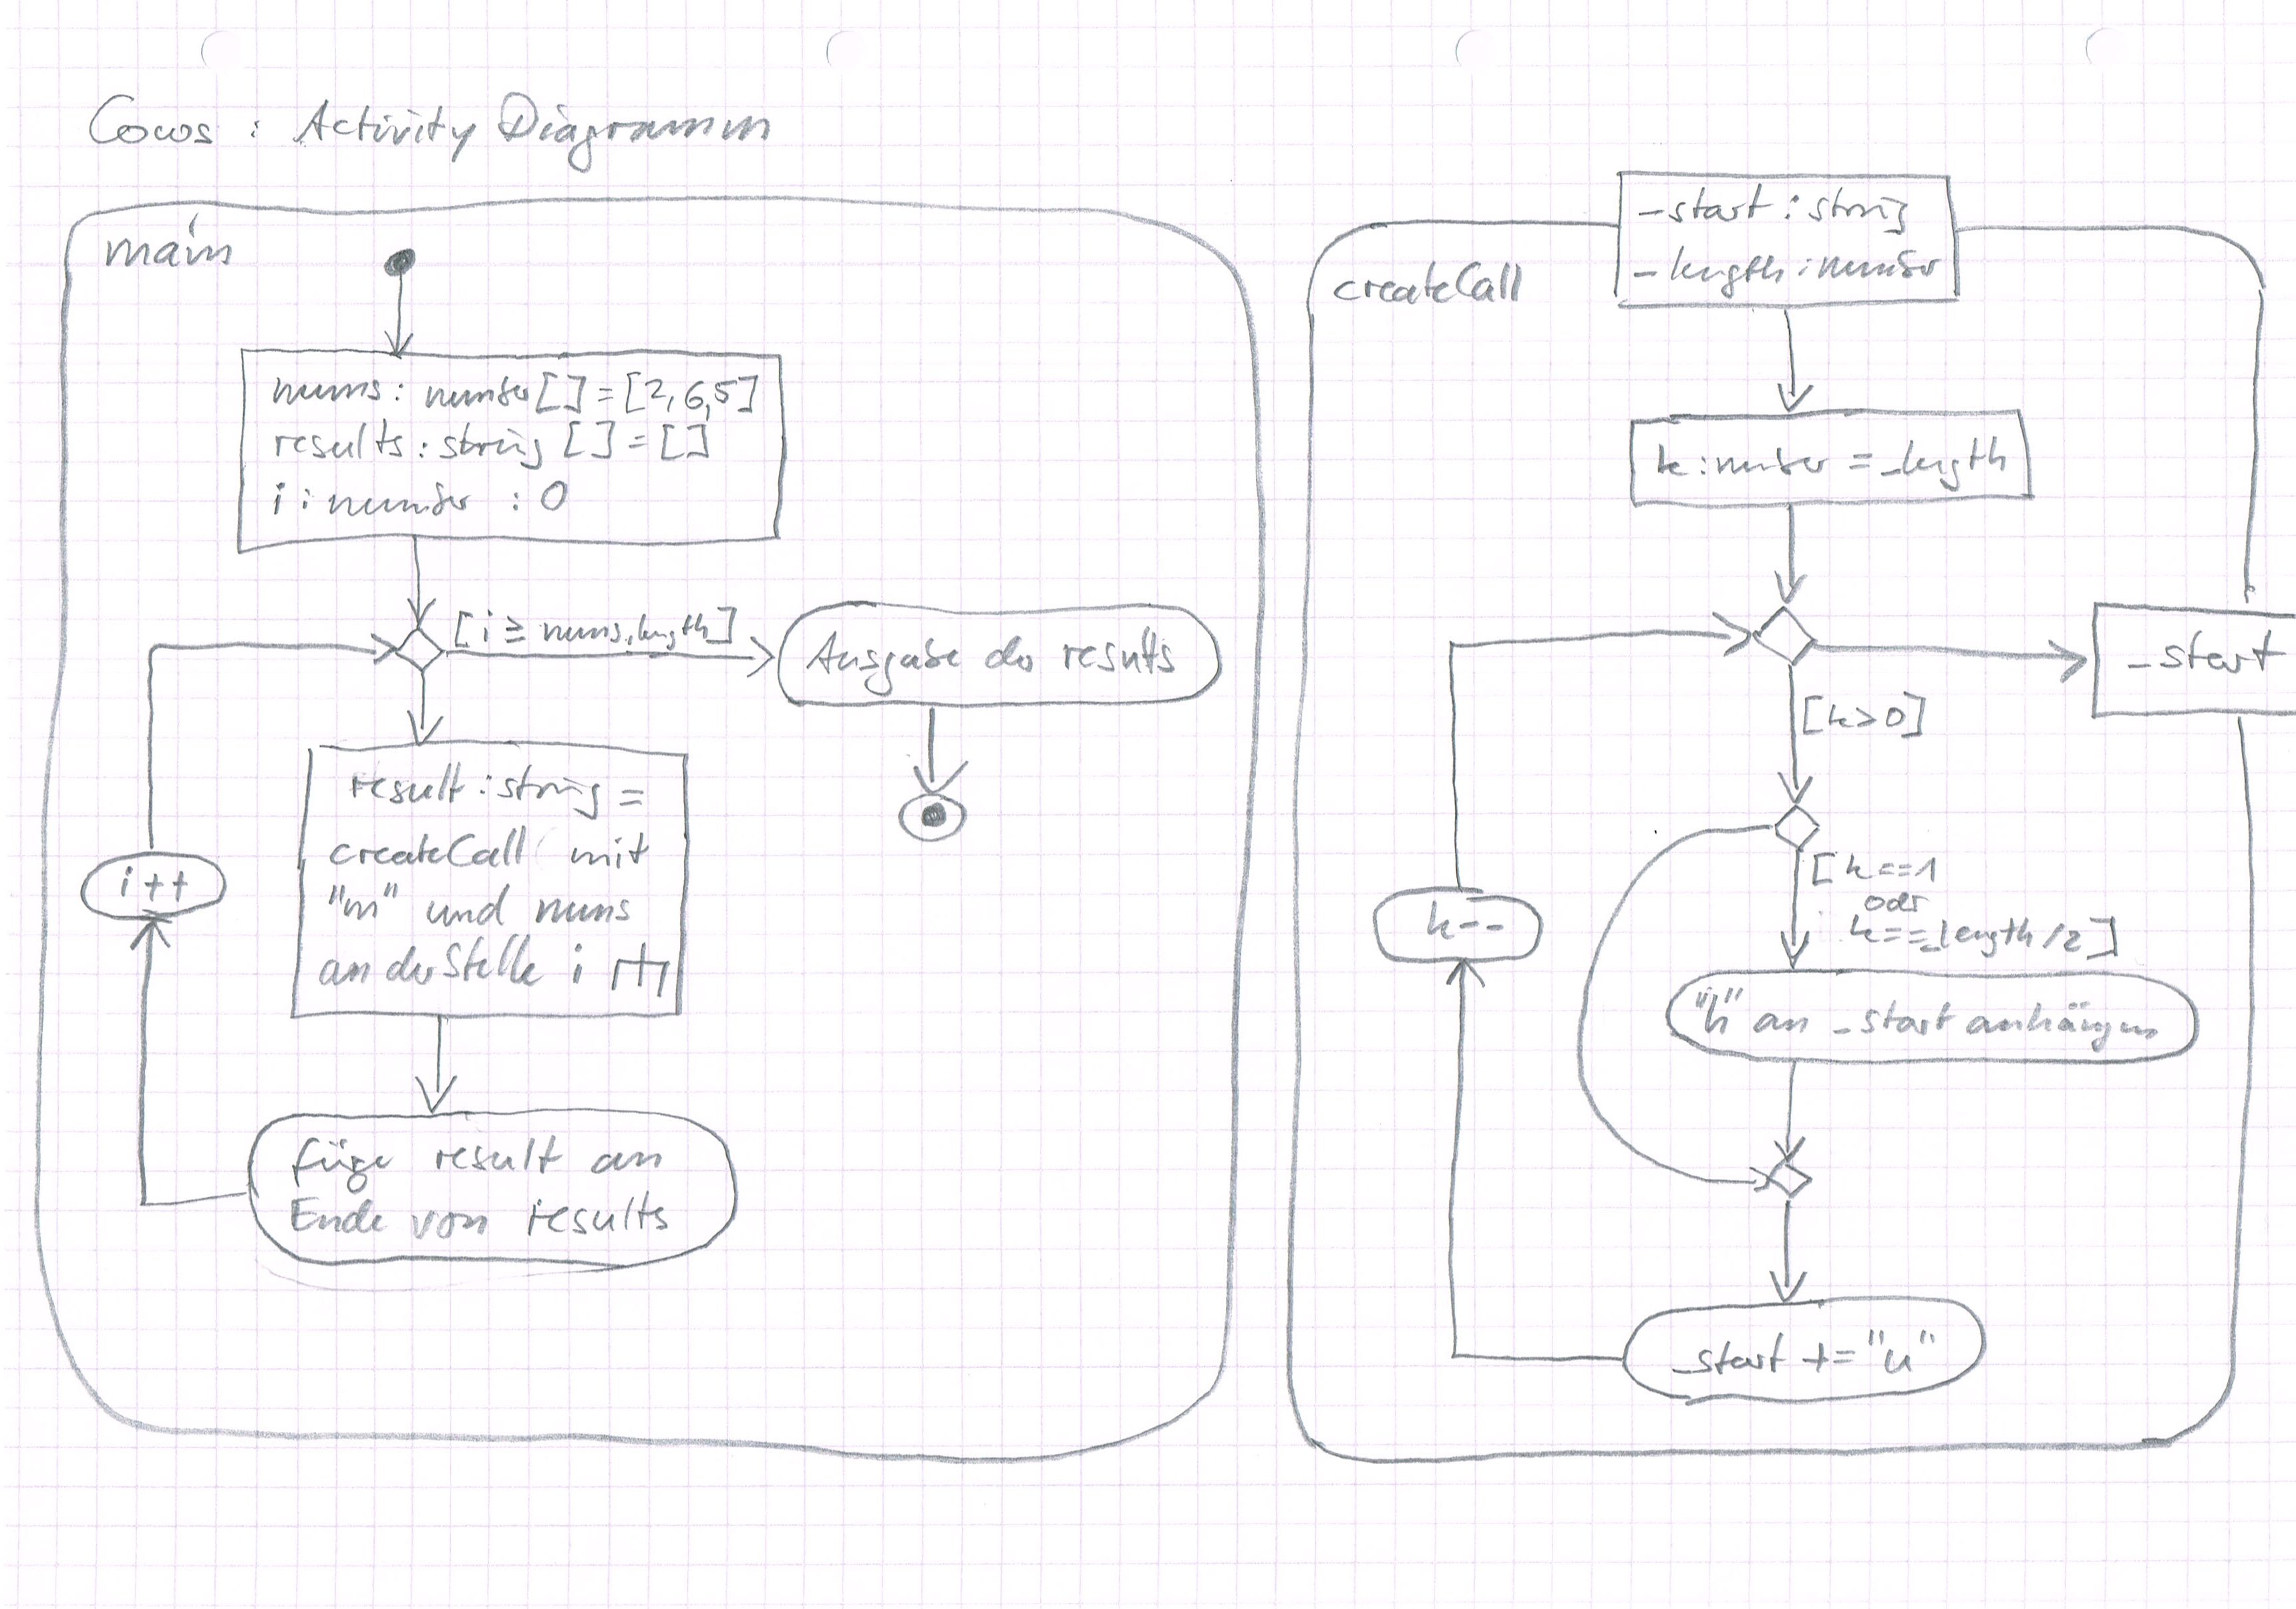 Cows : Activity Diagramm
main
nums: number[] = [2,6,5]
results: string [] = []
i : number : 0
[i ≥ nums.length]
Ausgabe der results
result : string =
createCall mit
"m" und nums
an der Stelle i
i++
füge result an
Ende von results
_start : string
_length : number
createCall
k : number = _length
_start
[k>0]
[k==1
oder
k==_length/2]
k--
"h" an _start anhängen
_start += "u"